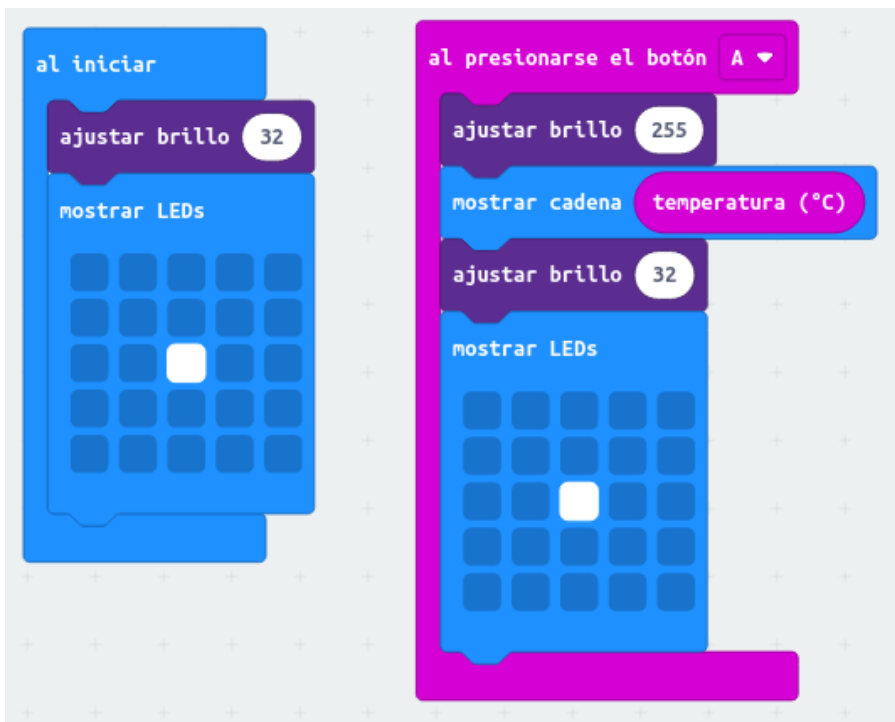 al iniciar
ajustar brillo 32
mostrar LEDs
al presionarse el botón A
ajustar brillo 255
mostrar cadena temperatura (°C)
ajustar brillo 32
mostrar LEDs